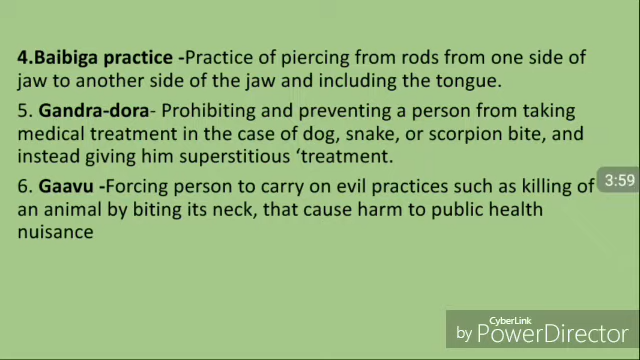 4.Baibiga practice -Practice of piercing from rods from one side of
jaw to another side of the jaw and including the tongue.
5. Gandra-dora- Prohibiting and preventing a person from taking
medical treatment in the case of dog, snake, or scorpion bite, and
instead giving him superstitious ‘treatment.
6. Gaavu -Forcing person to carry on evil practices such as killing of
an animal by biting its neck, that cause harm to public health
nuisance
3:59
CyberLink
by PowerDirector